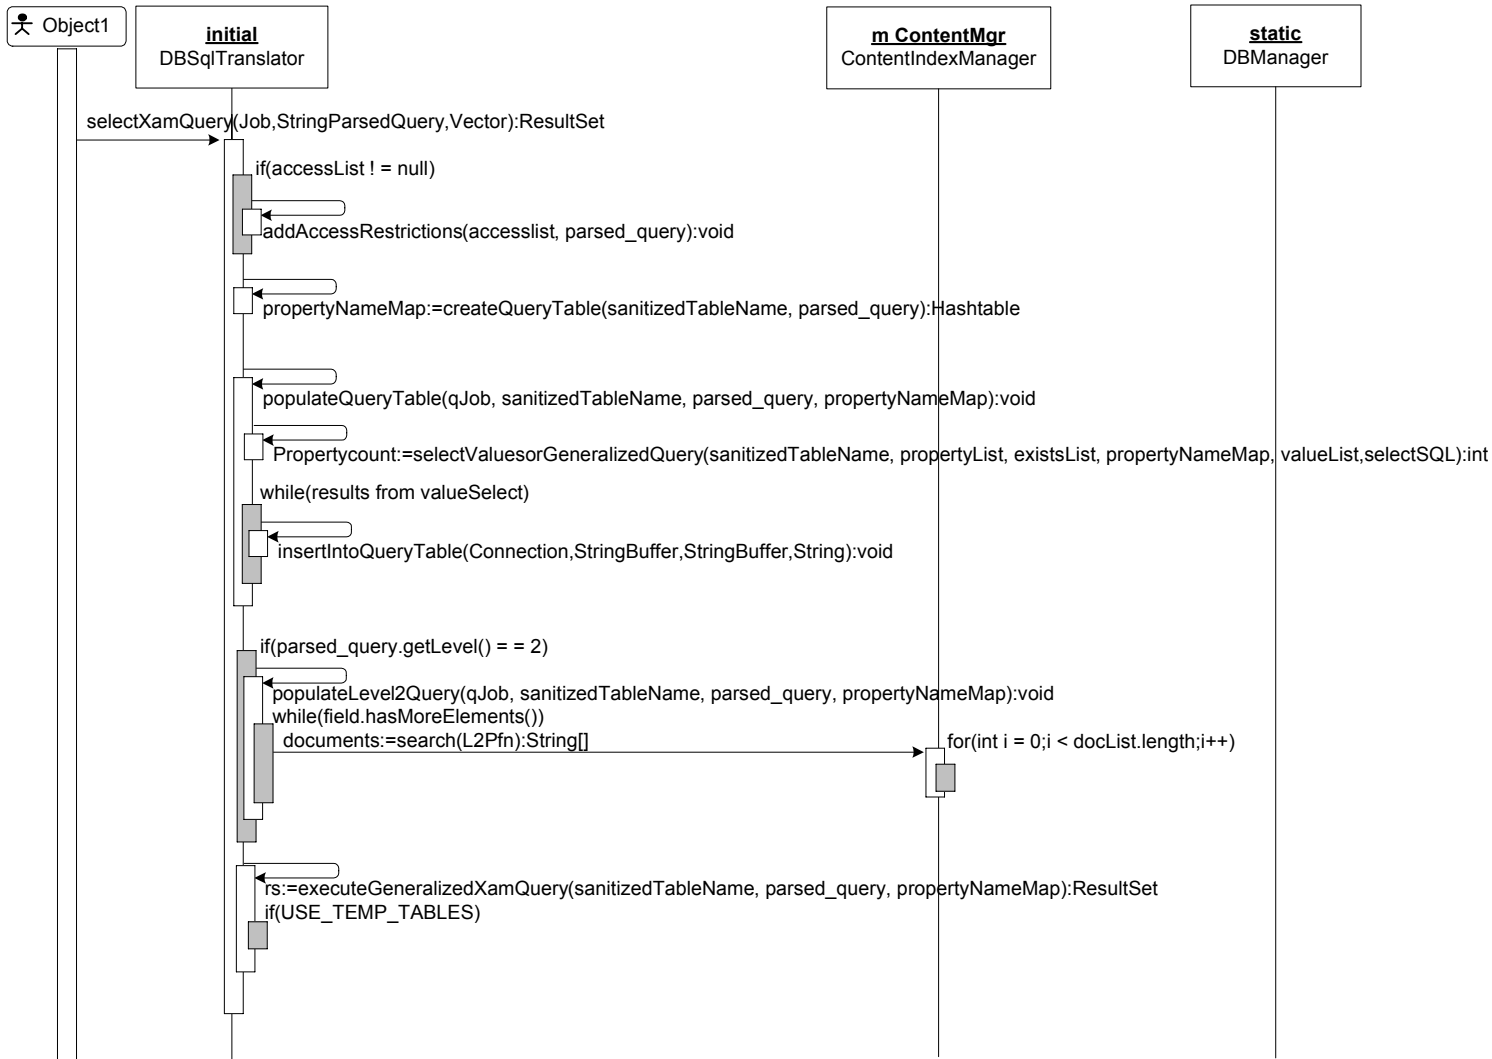 Object1
initial
DBSqlTranslator
m ContentMgr
ContentIndexManager
static
DBManager
selectXamQuery(Job,StringParsedQuery,Vector):ResultSet
if(accessList ! = null)
addAccessRestrictions(accesslist, parsed_query):void
propertyNameMap:=createQueryTable(sanitizedTableName, parsed_query):Hashtable
populateQueryTable(qJob, sanitizedTableName, parsed_query, propertyNameMap):void
Propertycount:=selectValuesorGeneralizedQuery(sanitizedTableName, propertyList, existsList, propertyNameMap, valueList,selectSQL):int
while(results from valueSelect)
insertIntoQueryTable(Connection,StringBuffer,StringBuffer,String):void
if(parsed_query.getLevel() = = 2)
populateLevel2Query(qJob, sanitizedTableName, parsed_query, propertyNameMap):void
while(field.hasMoreElements())
documents:=search(L2Pfn):String[]
for(int i = 0;i < docList.length;i++)
rs:=executeGeneralizedXamQuery(sanitizedTableName, parsed_query, propertyNameMap):ResultSet
if(USE_TEMP_TABLES)